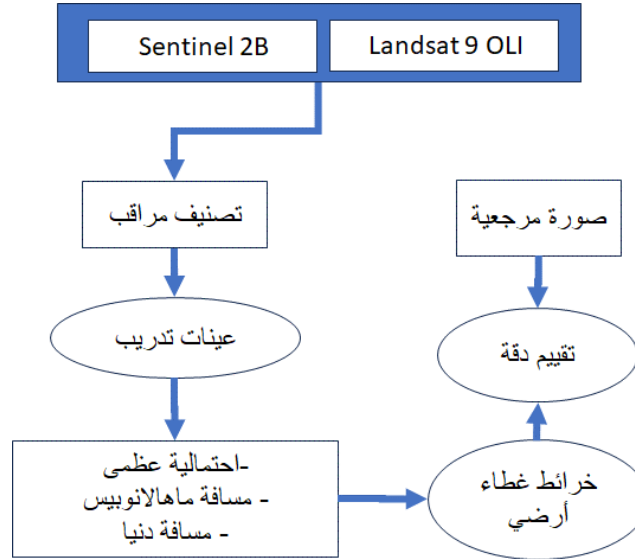 Sentinel 2B
Landsat 9 OLI
تصنيف مراقب
صورة مرجعية
عينات تدريب
تقييم دقة
-احتمالية عظمى
- مسافة ماهالانوبيس
- مسافة دنيا
خرائط غطاء
أرضي